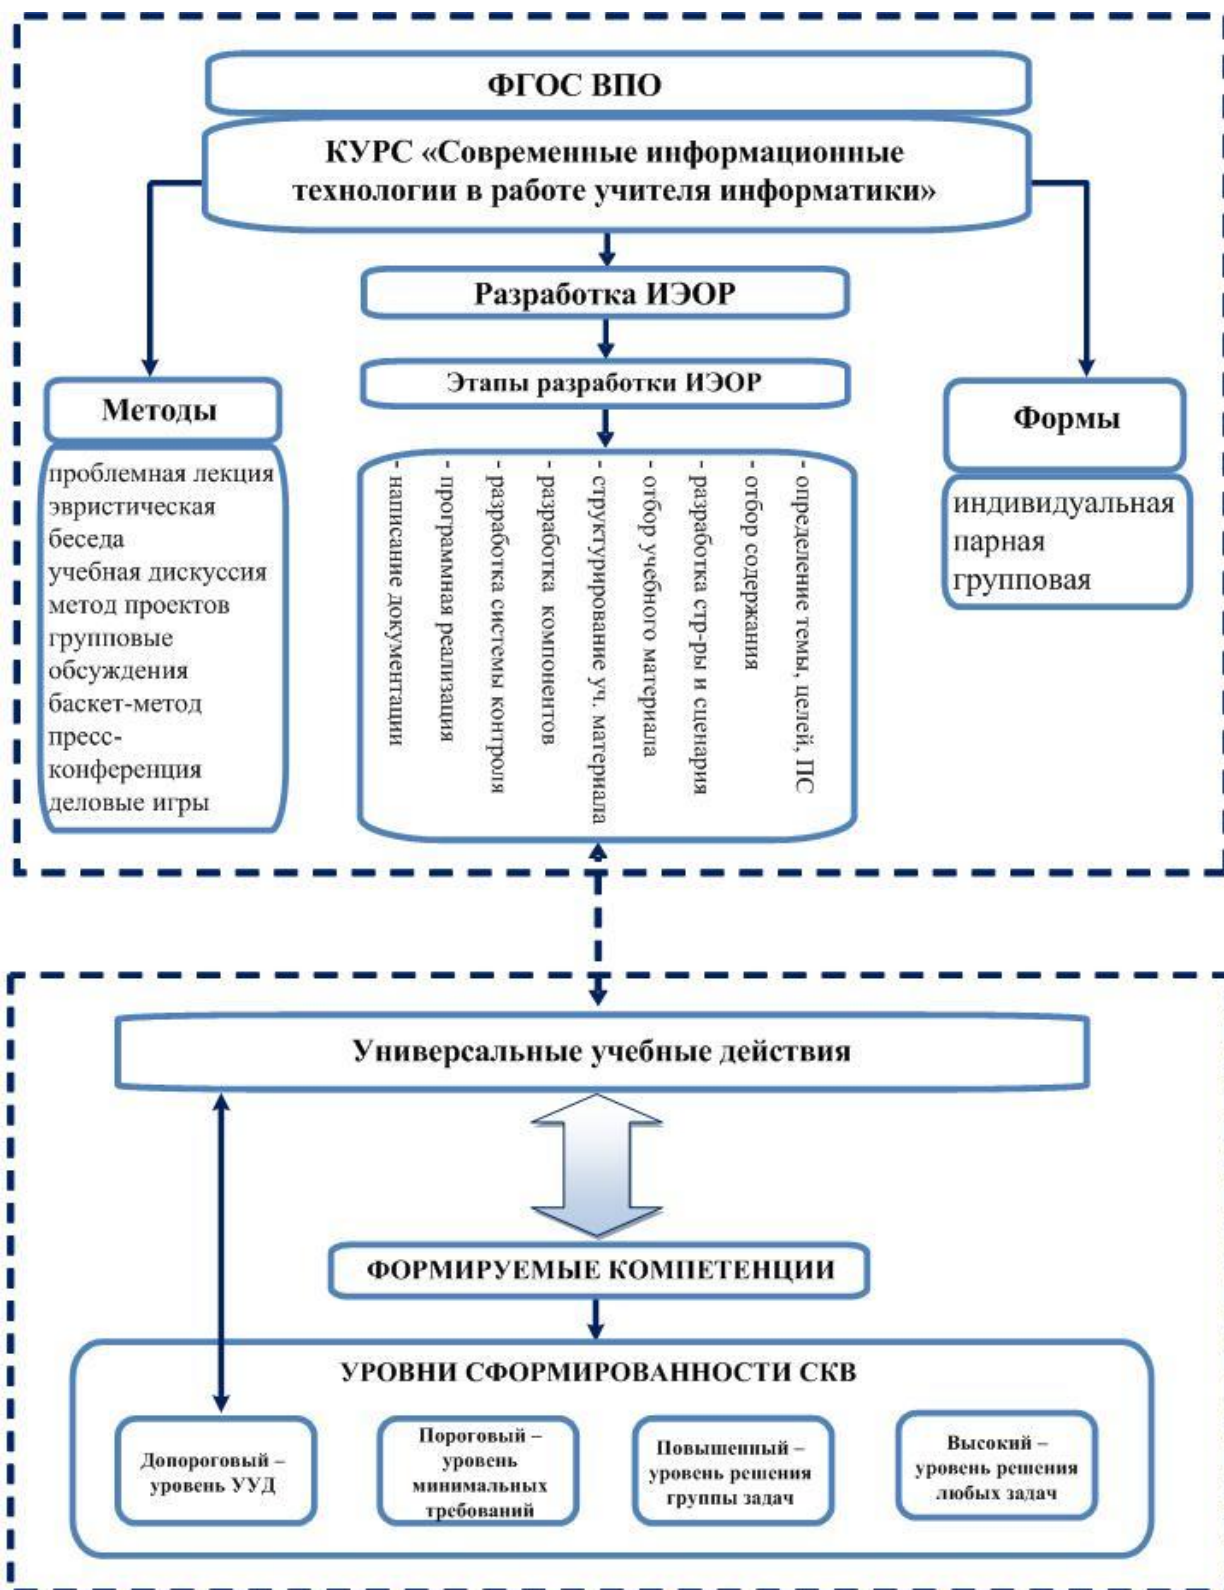 ФГОС ВПО
КУРС «Современные информационные
технологии в работе учителя информатики»
Разработка ИЭОР
Этапы разработки ИЭОР
Методы
проблемная лекция
эвристическая
беседа
учебная дискуссия
метод проектов
групповые
обсуждения
баскет-метод
пресс-
конференция
деловые игры
- определение темы, целей, ПС
- отбор содержания
- разработка стр-ры и сценария
- отбор учебного материала
- структурирование уч. материала
- разработка компонентов
- разработка системы контроля
- программная реализация
- написание документации
Формы
индивидуальная
парная
групповая
Универсальные учебные действия
ФОРМИРУЕМЫЕ КОМПЕТЕНЦИИ
УРОВНИ СФОРМИРОВАННОСТИ СКВ
Допороговый –
уровень УУД
Пороговый –
уровень
минимальных
требований
Повышенный –
уровень решения
группы задач
Высокий –
уровень решения
любых задач